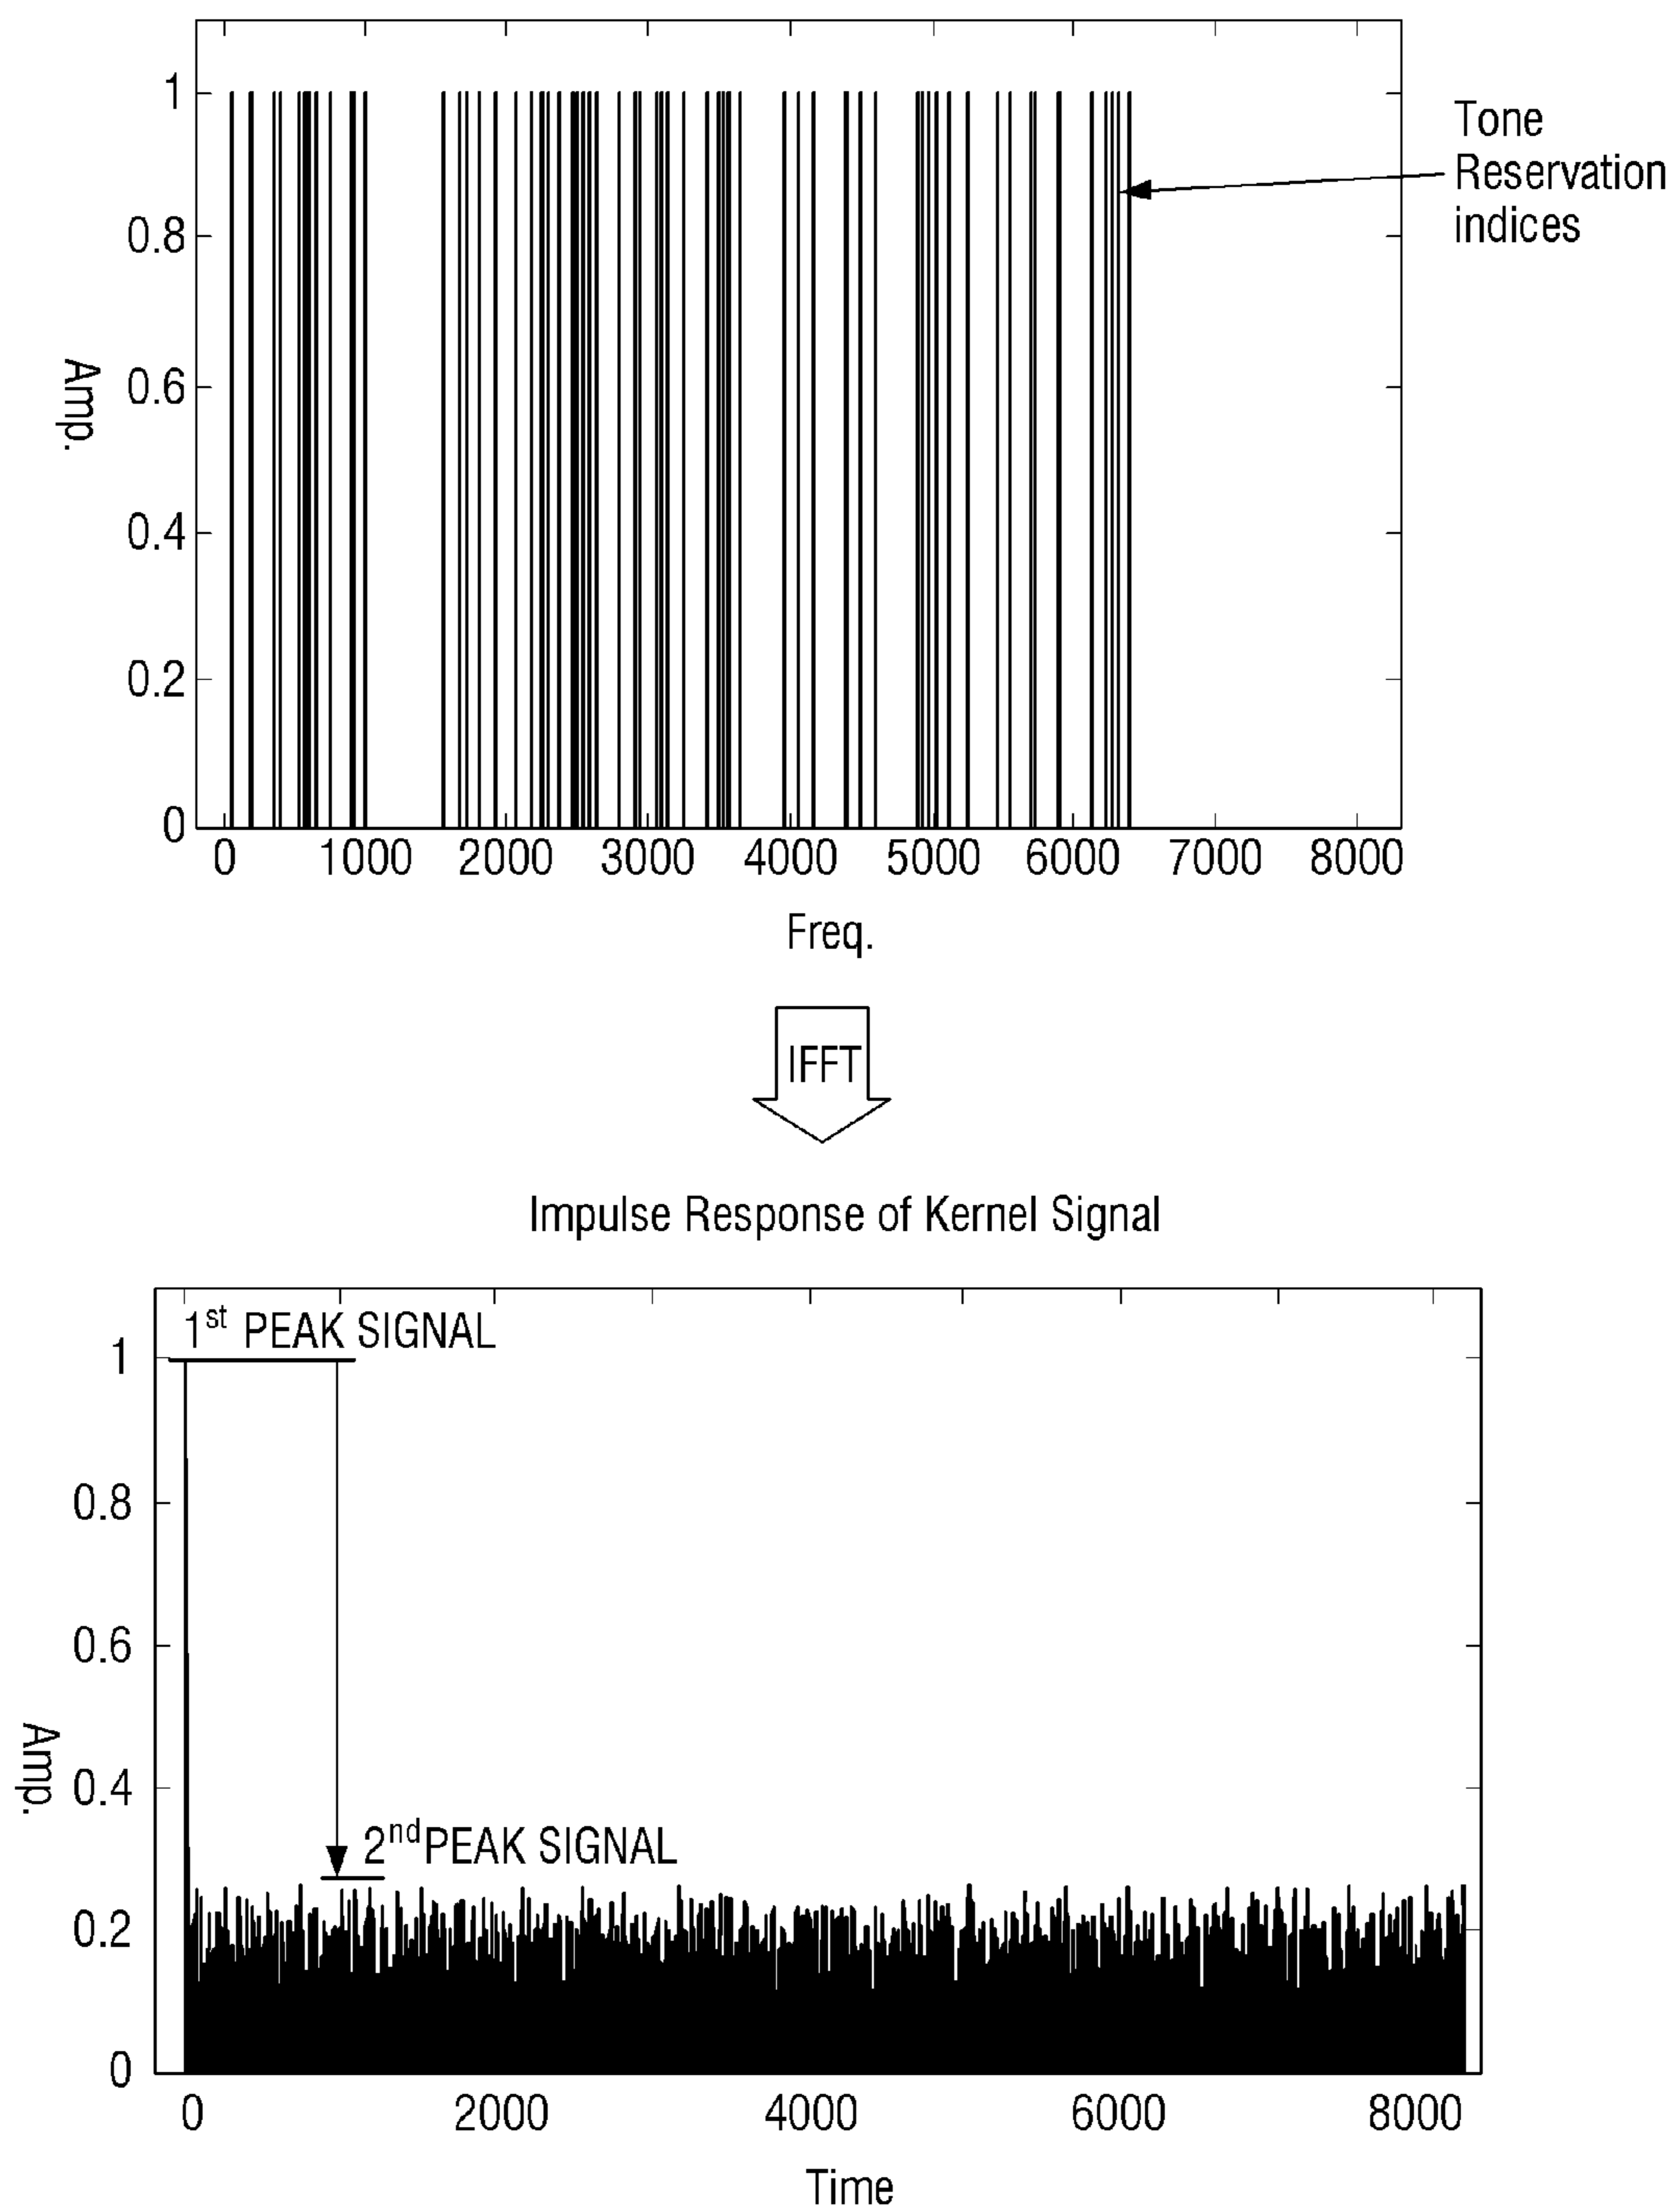 1
0.8
0.6
0.4
0.2
0
Amp.
0 1000 2000 3000 4000 5000 6000 7000 8000
Freq.
Tone
Reservation
indices
IFFT
Impulse Response of Kernel Signal
1st PEAK SIGNAL
2nd PEAK SIGNAL
1
0.8
0.6
0.4
0.2
0
Amp.
0 2000 4000 6000 8000
Time